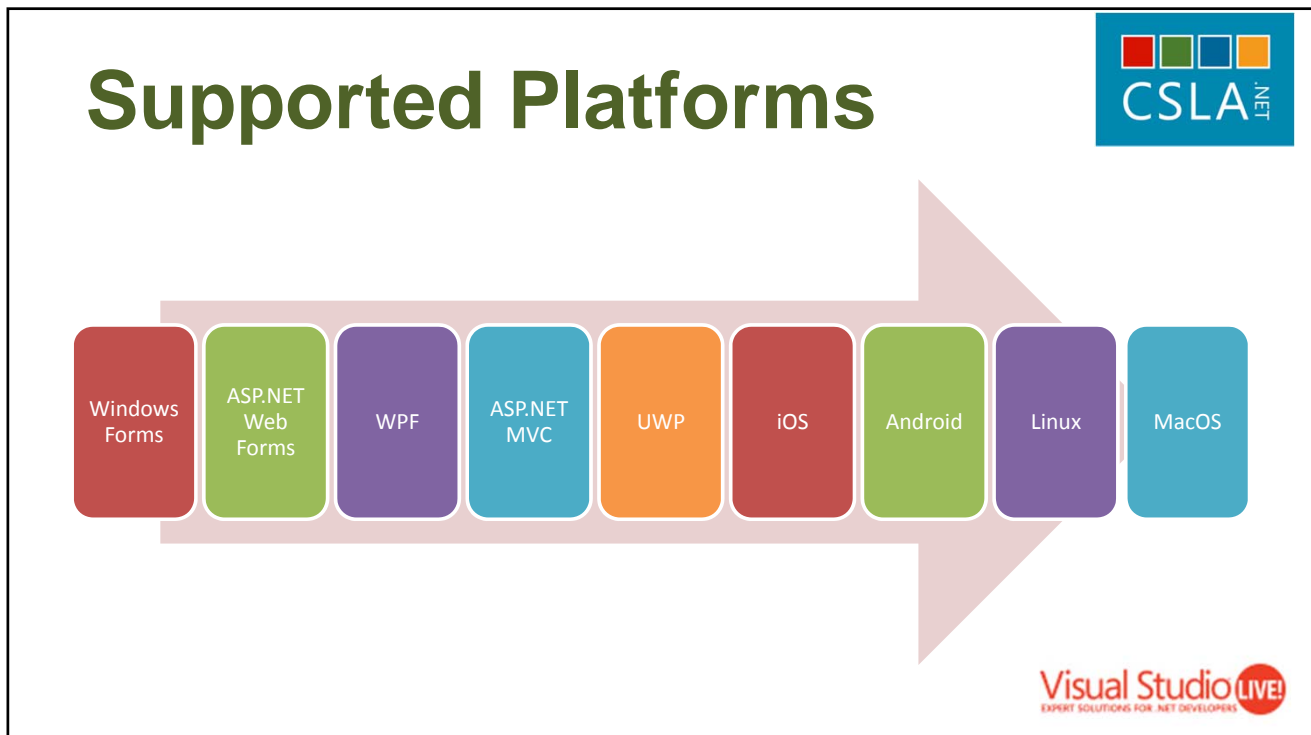 Supported Platforms
CSLA
.NET
Windows
Forms
ASP.NET
Web
Forms
WPF
ASP.NET
MVC
UWP
iOS
Android
Linux
MacOS
Visual Studio LIVE!
EXPERT SOLUTIONS FOR .NET DEVELOPERS